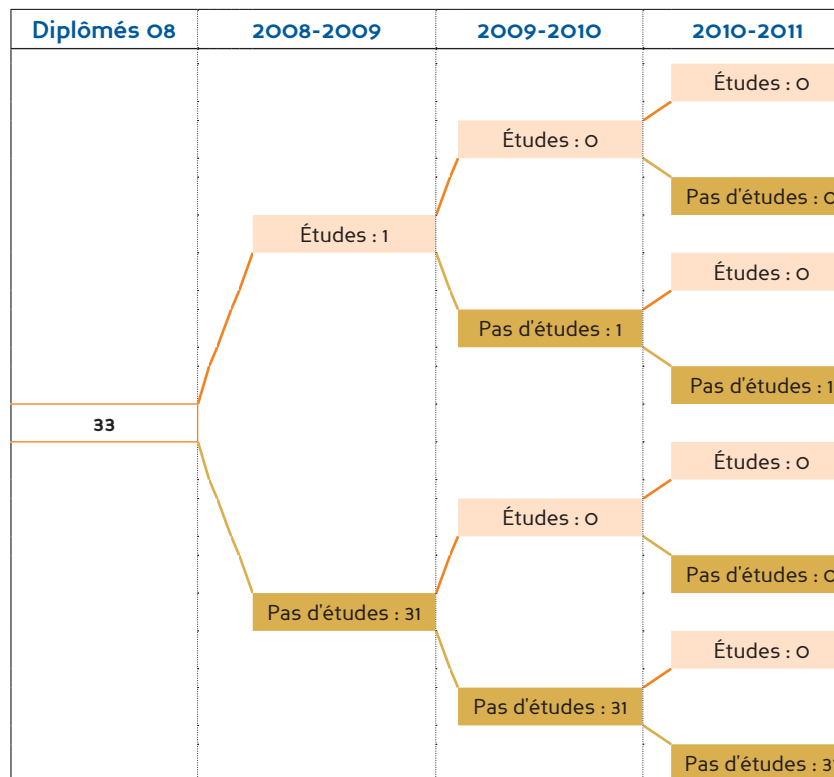 Diplômés 08 2008-2009 2009-2010 2010-2011
Études : 0
Études : 0
Pas d'études : 0
Études : 1
Études : 0
Pas d'études : 1
Pas d'études : 1
33
Études : 0
Études : 0
Pas d'études : 0
Pas d'études : 31
Études : 0
Pas d'études : 31
Pas d'études :